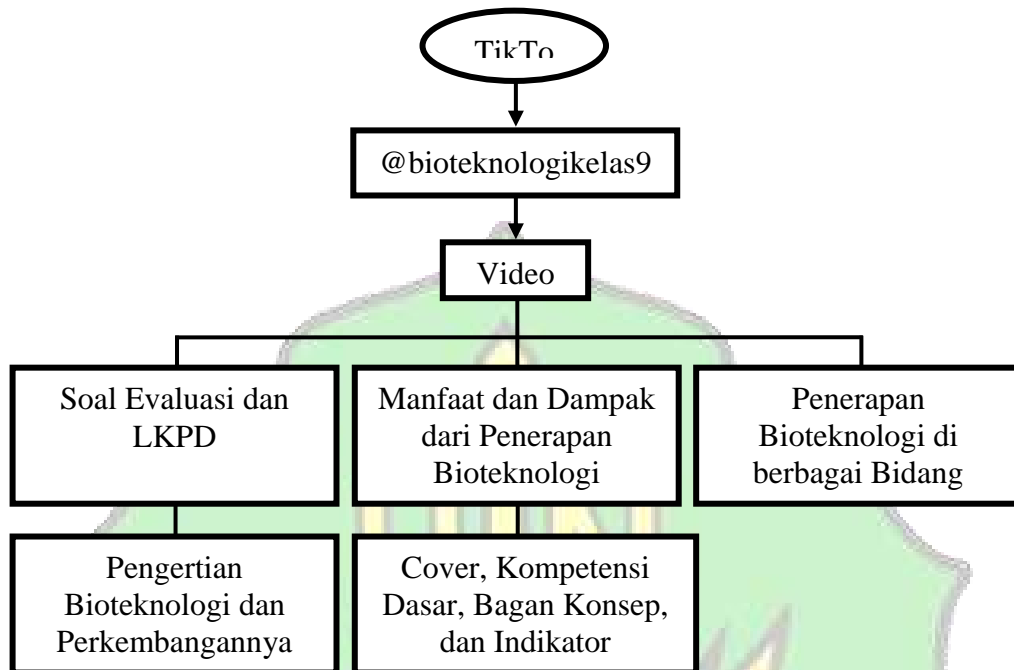 TikTo
@bioteknologikelas9
Video
Soal Evaluasi dan
LKPD
Manfaat dan Dampak
dari Penerapan
Bioteknologi
Penerapan
Bioteknologi di
berbagai Bidang
Pengertian
Bioteknologi dan
Perkembangannya
Cover, Kompetensi
Dasar, Bagan Konsep,
dan Indikator